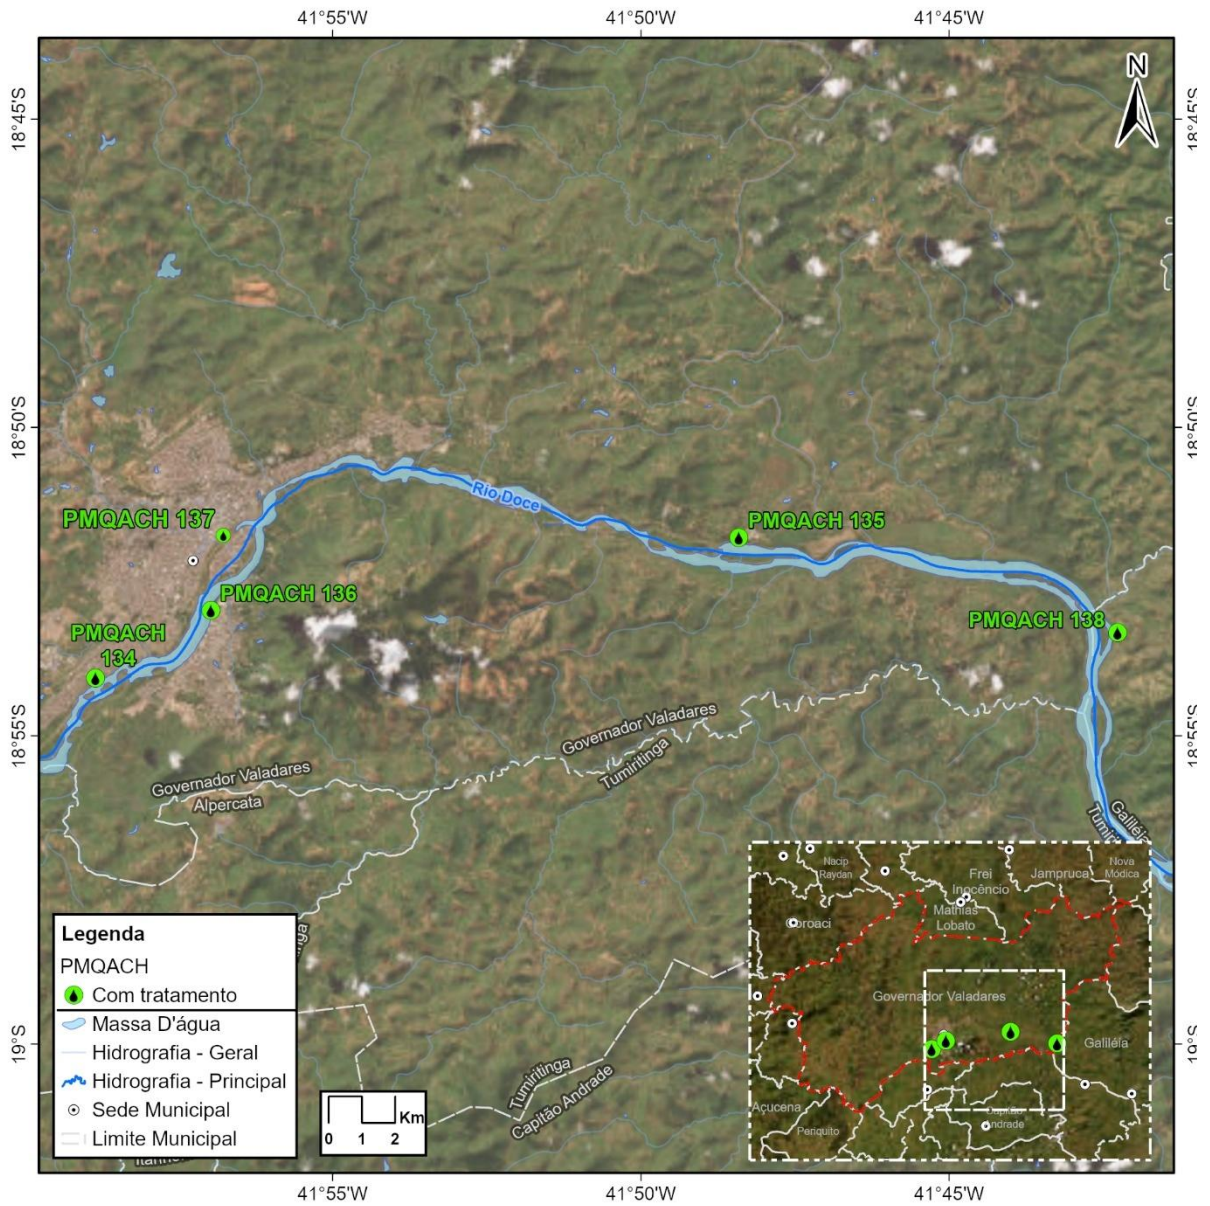 41°55'W
41°50'W
41°45'W
N
18°45'S
18°45'S
18°50'S
18°50'S
Rio Doce
PMQACH 137
PMQACH 135
PMQACH 136
PMQACH 138
PMQACH
134
18°55'S
18°55'S
Governador Valadares
Tumiritinga
Governador Valadares
Alpercata
Galiléia
Nacip
Raydan
Frei
Inocêncio
Jampruca
Nova
Módica
Coroaci
Mathias
Lobato
Governador Valadares
Galiléia
Açucena
Periquito
Capitão
Andrade
Legenda
PMQACH
Com tratamento
Massa D'água
Hidrografia - Geral
Hidrografia - Principal
Sede Municipal
Limite Municipal
19°S
19°S
Tumiritinga
Capitão Andrade
Km
0 1 2
41°55'W
41°50'W
41°45'W